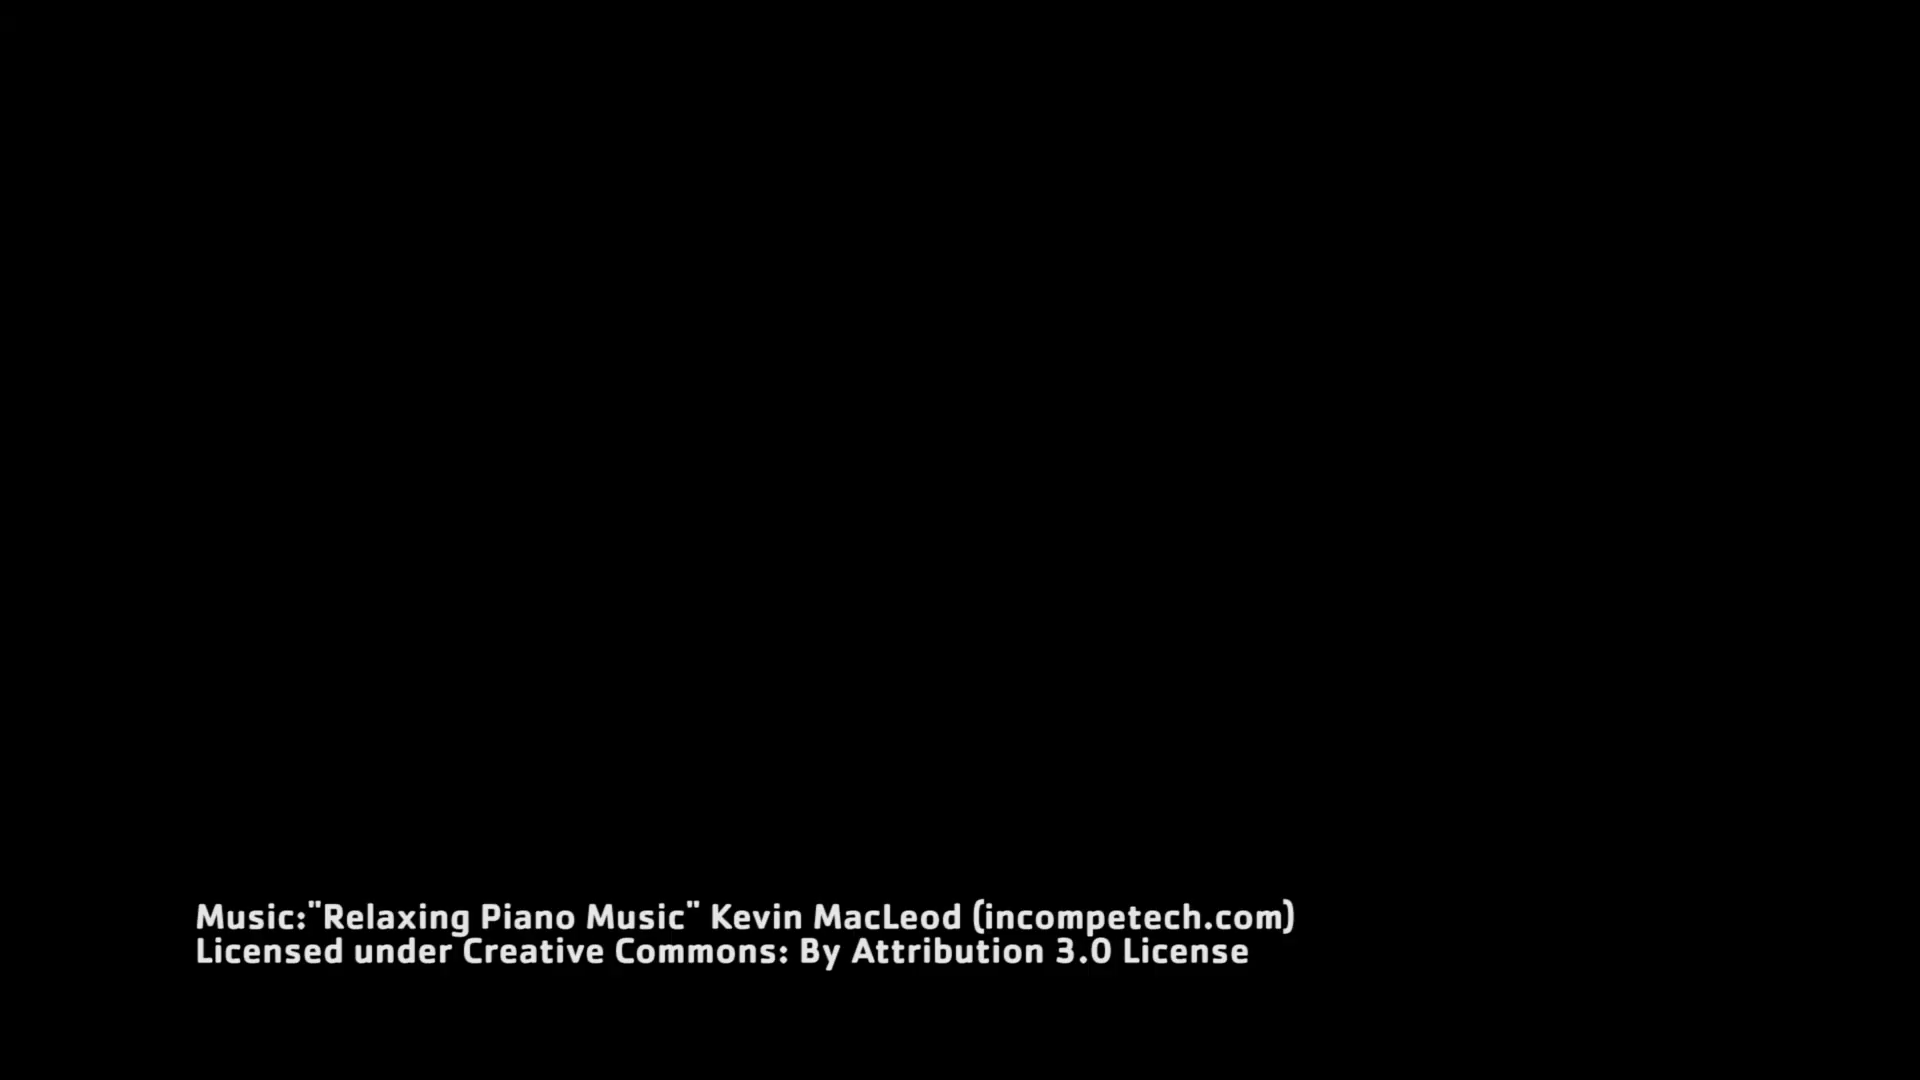 Music:"Relaxing Piano Music" Kevin MacLeod (incompetech.com)
Licensed under Creative Commons: By Attribution 3.0 License